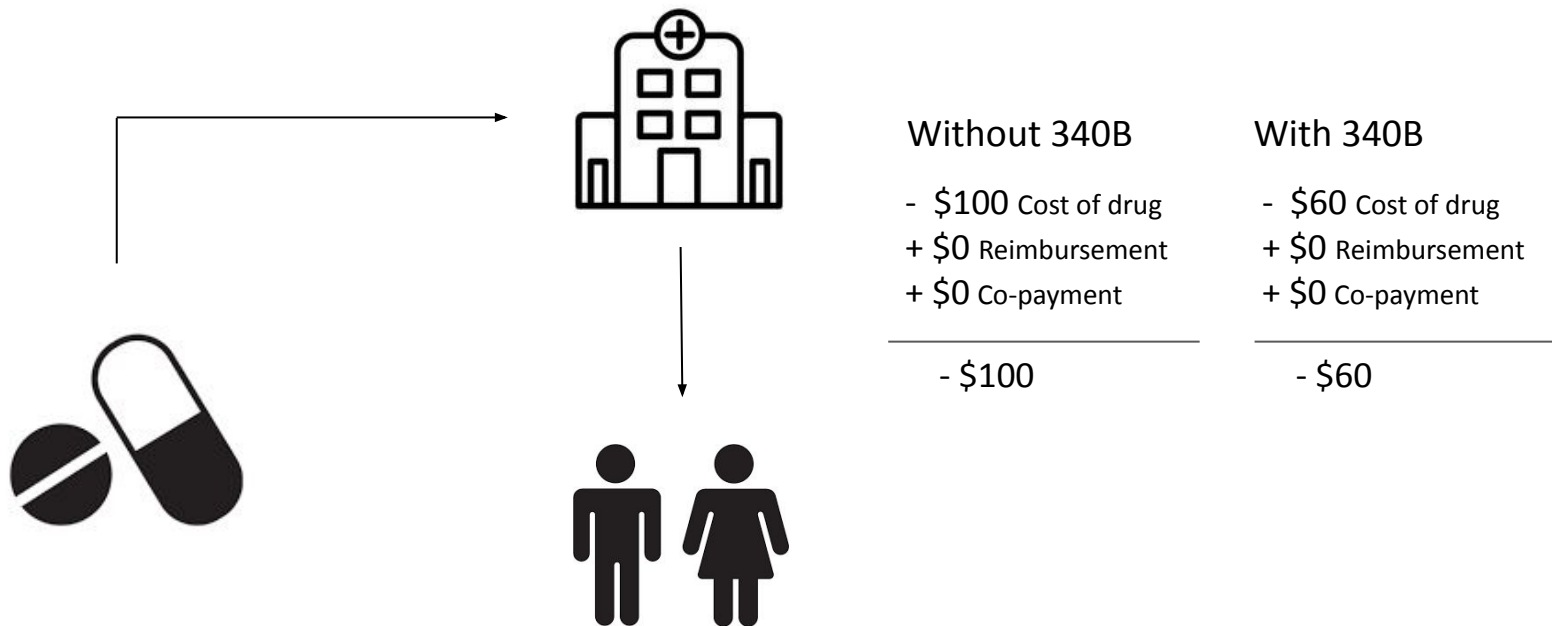 Without 340B
- $100 Cost of drug
+ $0 Reimbursement
+ $0 Co-payment
- $100
With 340B
- $60 Cost of drug
+ $0 Reimbursement
+ $0 Co-payment
- $60